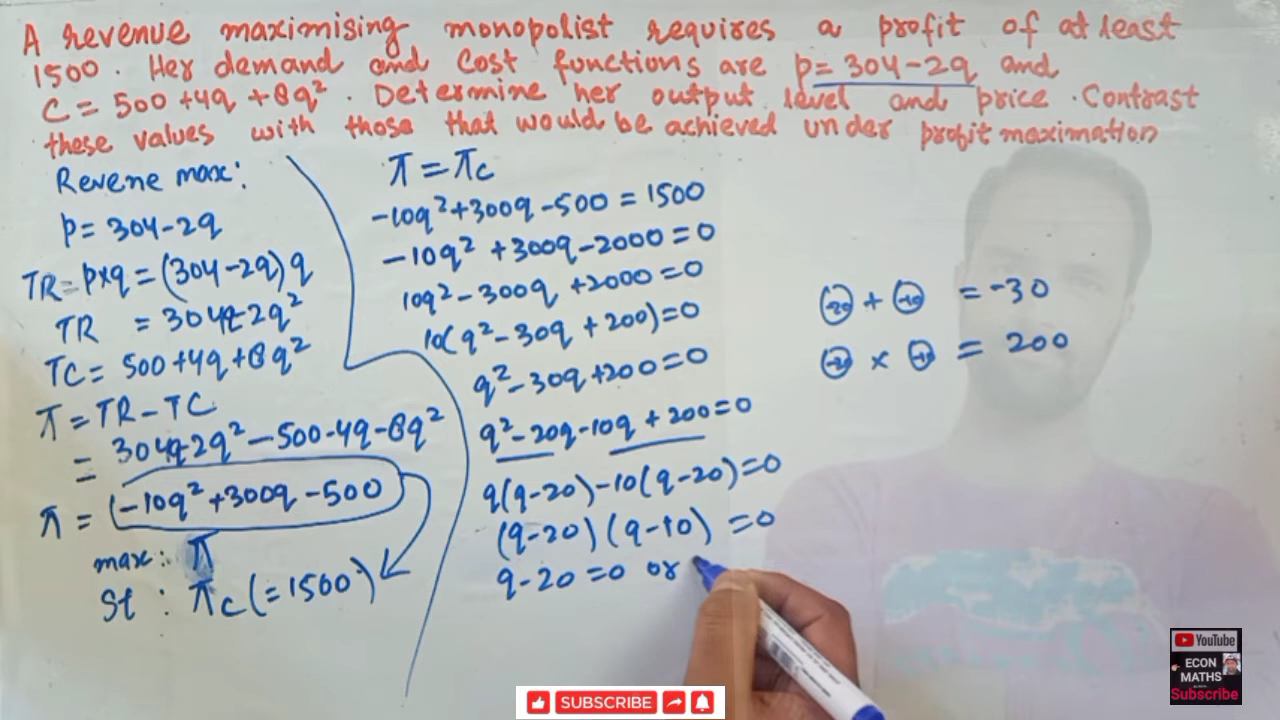 A revenue maximising monopolist requires a profit of at least
1500. Her demand and cost functions are p=304-2q and
C=500+4q+8q². Determine her output level and price. Contrast
these values with those that would be achieved under profit maximation
Revene max:
p=304-2q
TR=p×q=(304-2q)q
TR =304q-2q²
TC=500+4q+8q²
π=TR-TC
=304q-2q²-500-4q-8q²
π=(-10q²+300q-500
max: π
St : πc(=1500)
π=πc
-10q²+300q-500=1500
-10q²+300q-2000=0
10q²-300q+2000=0
10(q²-30q+200)=0
q²-30q+200=0
q²-20q-10q+200=0
q(q-20)-10(q-20)=0
(q-20)(q-10)=0
q-20=0 or
(-20)+(-10)=-30
(-20)×(-10)=200
SUBSCRIBE
YouTube
ECON
MATHS
Subscribe